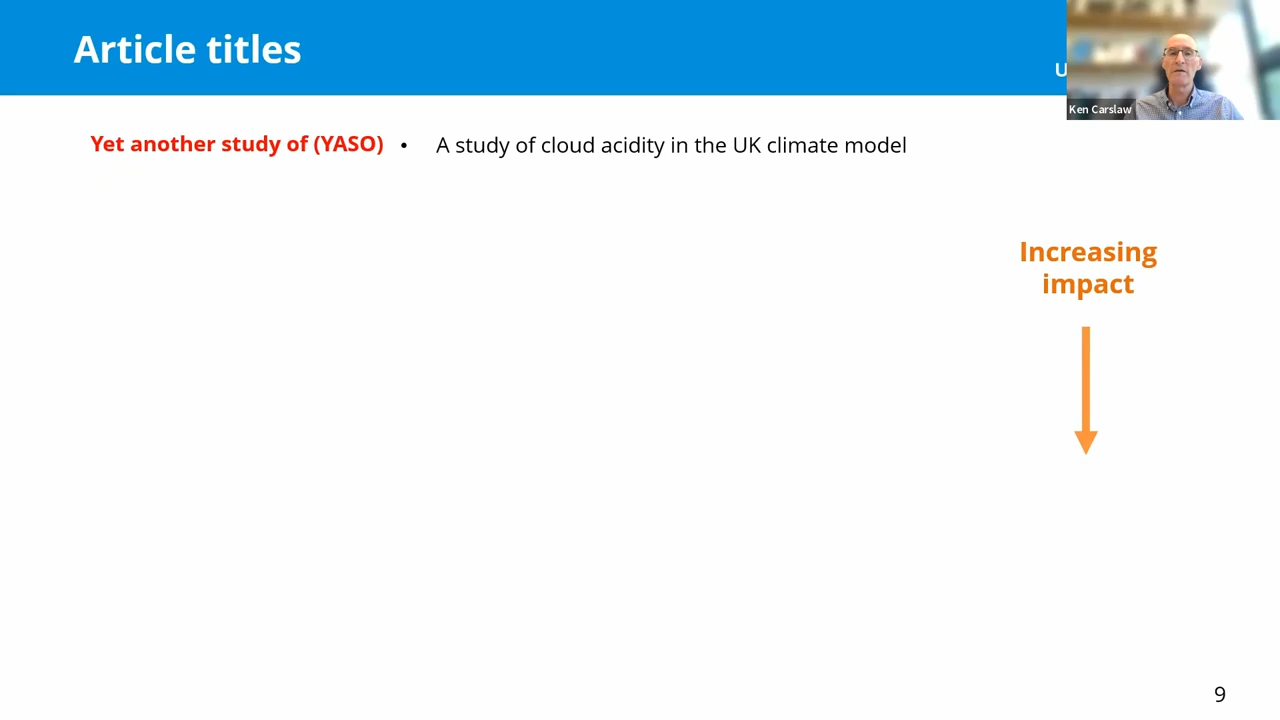 Article titles
U
Ken Carslaw
Yet another study of (YASO) • A study of cloud acidity in the UK climate model
Increasing
impact
9